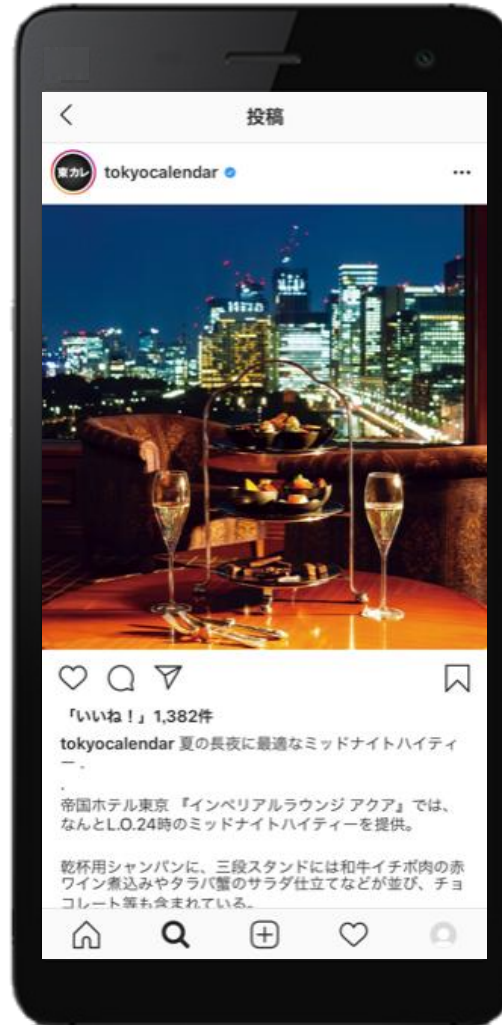 投稿
東カレ
tokyocalendar
「いいね！」1,382件
tokyocalendar 夏の長夜に最適なミッドナイトハイティ
ー .
.
帝国ホテル東京 『インペリアルラウンジ アクア』では、
なんとL.O.24時のミッドナイトハイティーを提供。
乾杯用シャンパンに、三段スタンドには和牛イチボ肉の赤
ワイン煮込みやタラバ蟹のサラダ仕立てなどが並び、チョ
コレート等も含まれている。